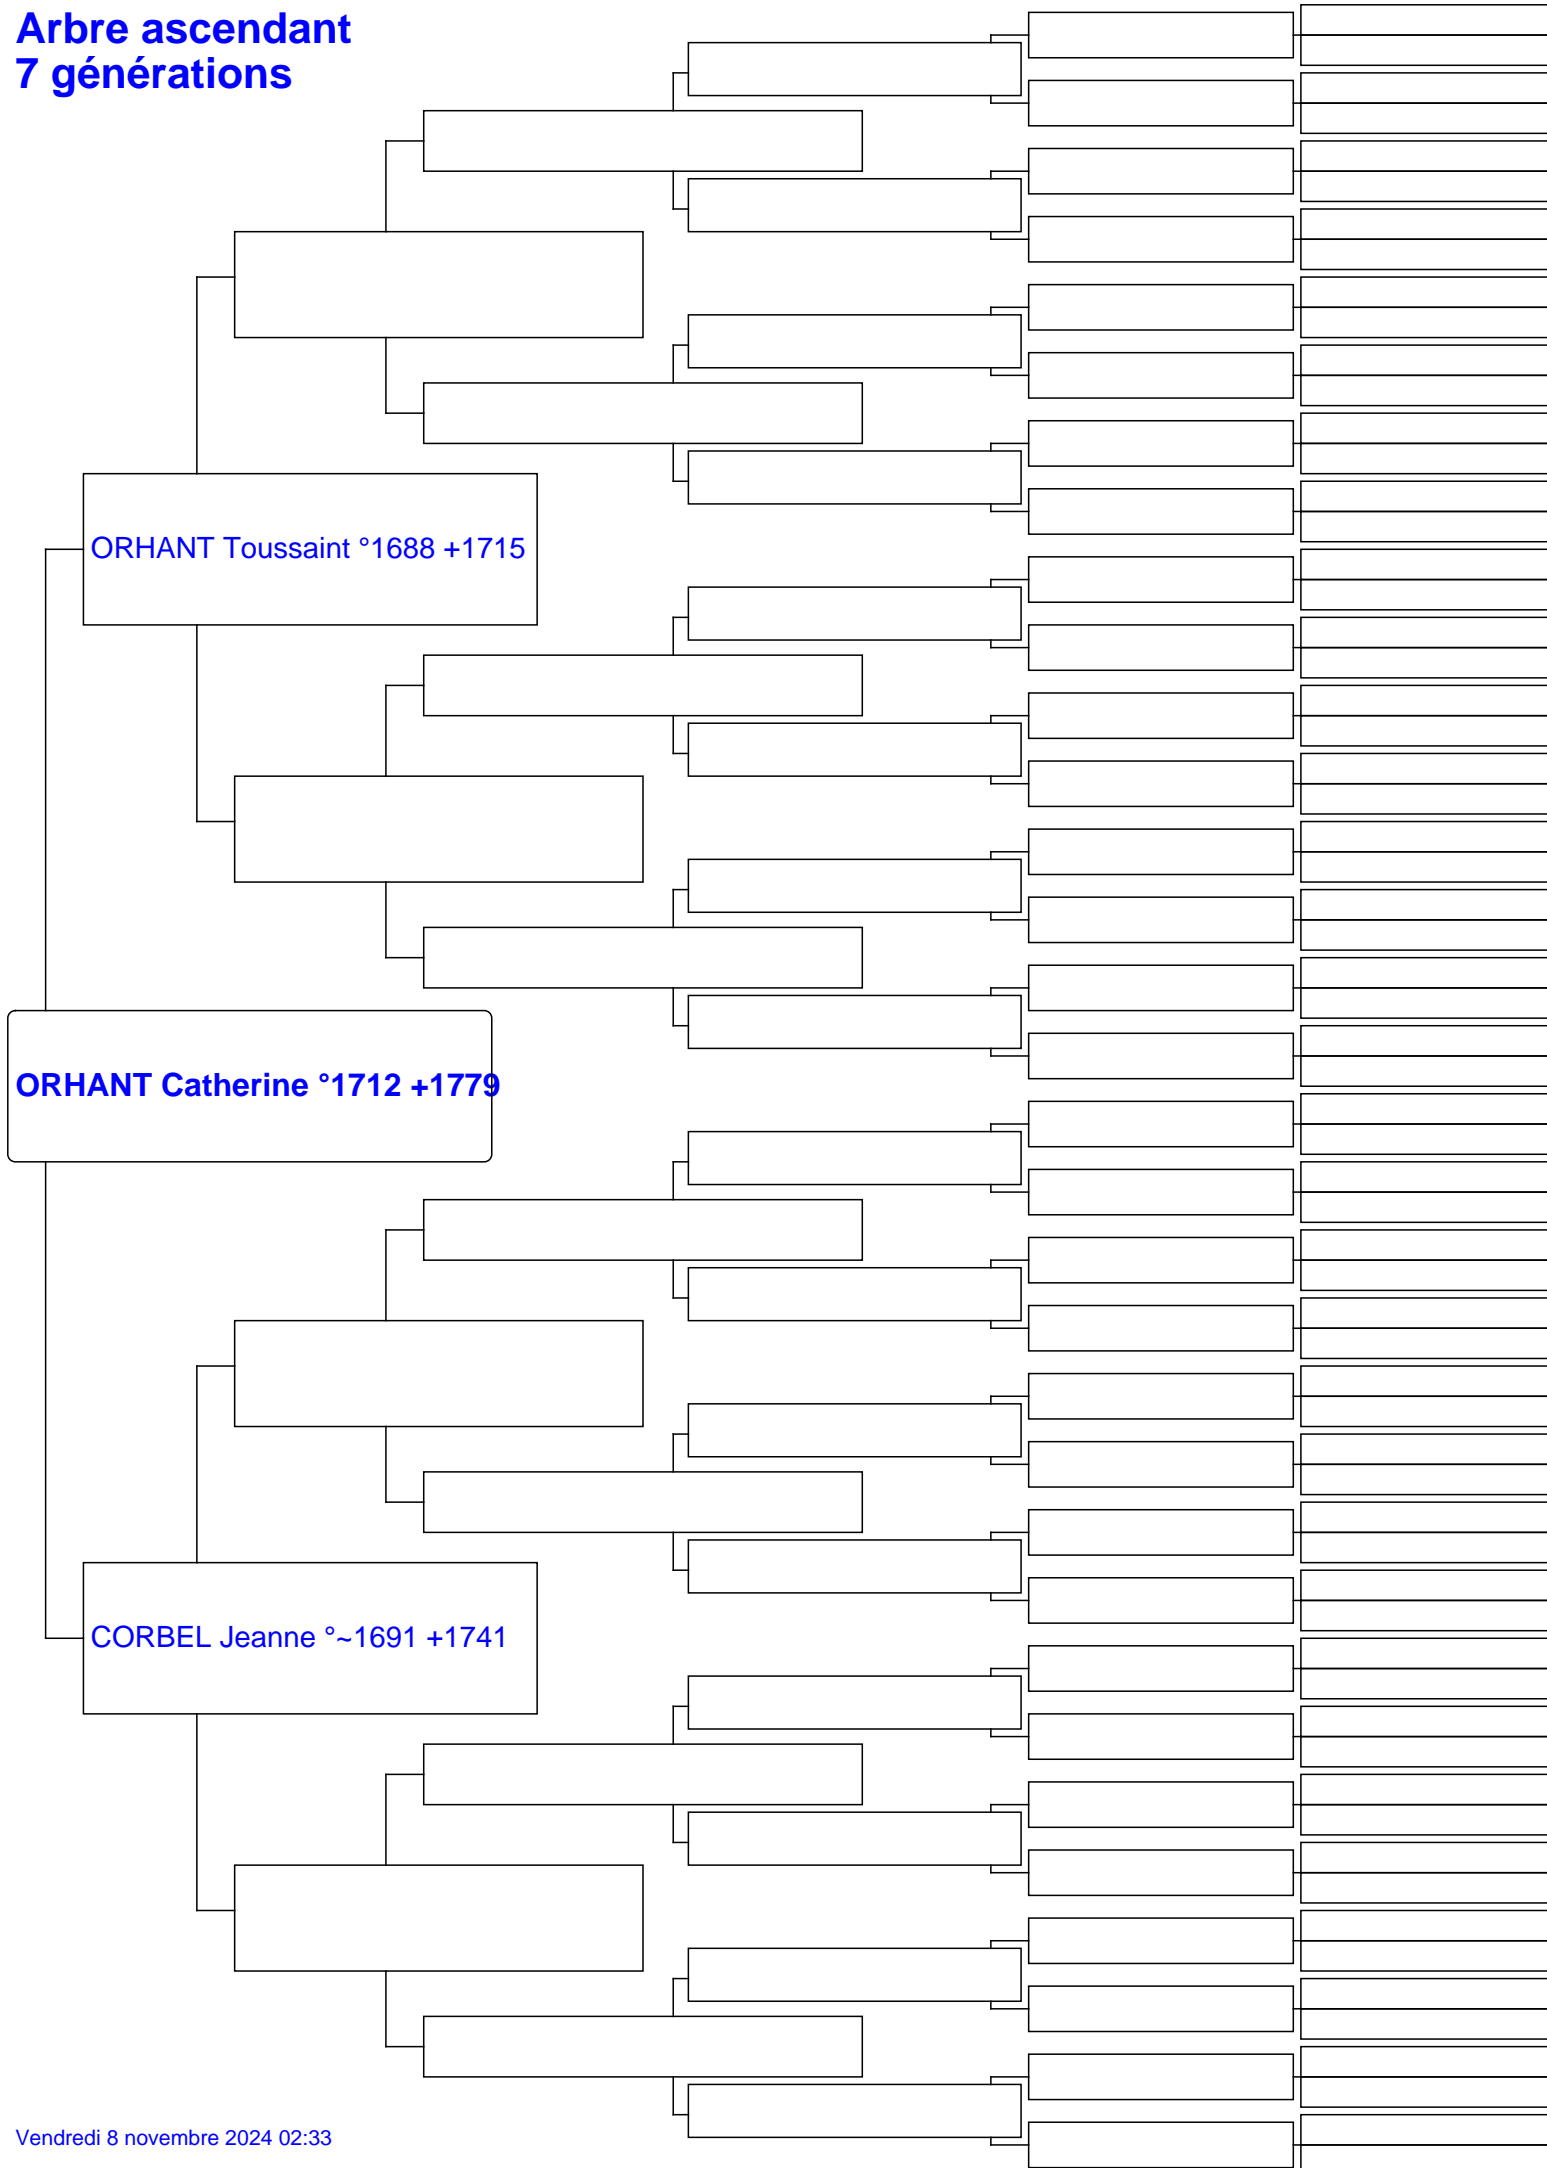 Arbre ascendant
7 générations
ORHANT Toussaint °1688 +1715
ORHANT Catherine °1712 +1779
CORBEL Jeanne °~1691 +1741
Vendredi 8 novembre 2024 02:33